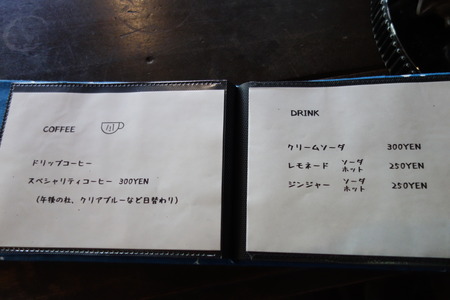 COFFEE
ドリップコーヒー
スペシャリティコーヒー 300YEN
(午後の杜、クリアブルーなど日替わり)
DRINK
クリームソーダ 300YEN
レモネード ソーダ ホット 250YEN
ジンジャー ソーダ ホット 250YEN